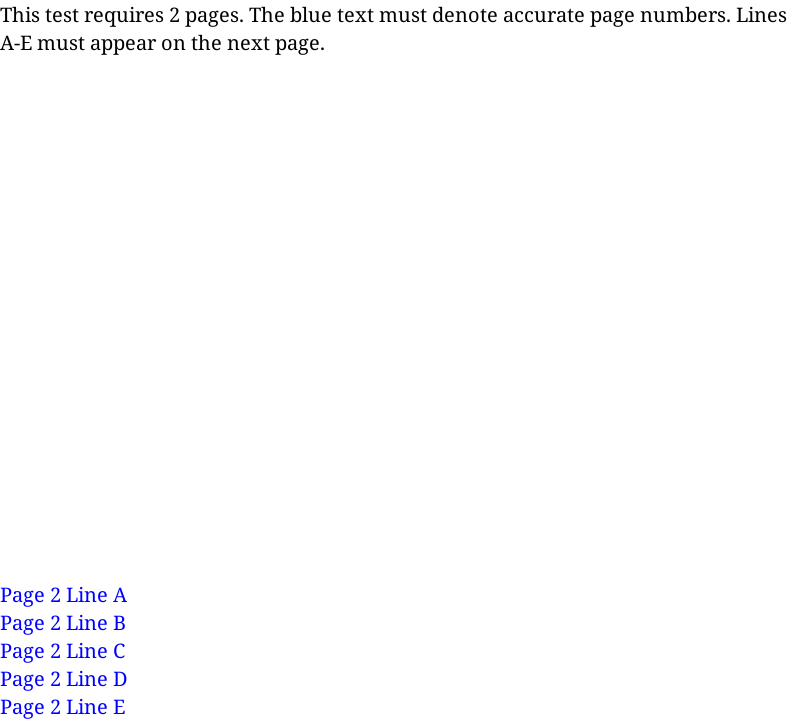 This test requires 2 pages. The blue text must denote accurate page numbers. Lines
A-E must appear on the next page.
Page 2 Line A
Page 2 Line B
Page 2 Line C
Page 2 Line D
Page 2 Line E